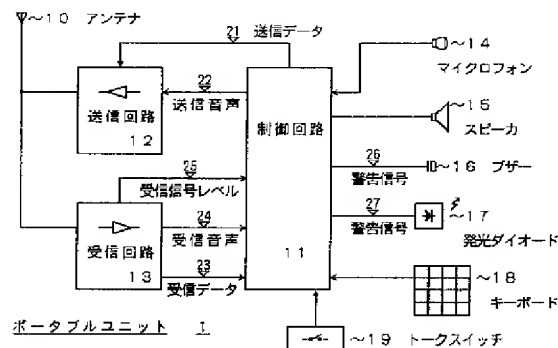 ~10 アンテナ
21 送信データ
22
送信音声
送信回路
12
25
受信信号レベル
24
受信音声
受信回路
13
23
受信データ
制御回路
11
~14
マイクロフォン
~15
スピーカ
26
警告信号
~16 ブザー
27
警告信号
~17
発光ダイオード
~18
キーボード
~19 トークスイッチ
ポータブルユニット 1